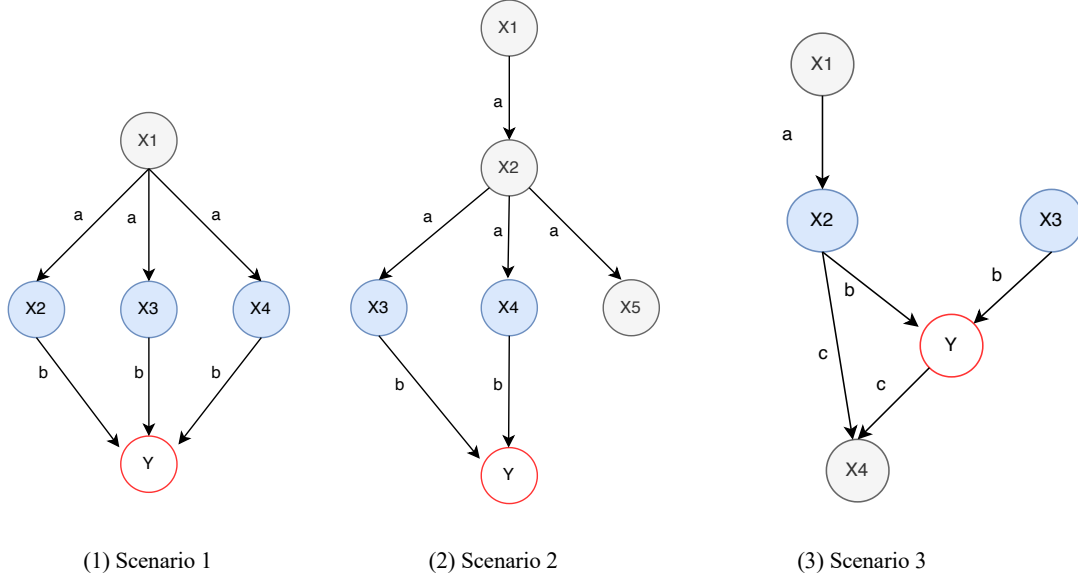 X1
a
a
a
X2
X3
X4
b
b
b
Y
(1) Scenario 1
X1
a
X2
a
a
a
X3
X4
X5
b
b
Y
(2) Scenario 2
X1
a
X2
X3
b
b
Y
c
c
X4
(3) Scenario 3